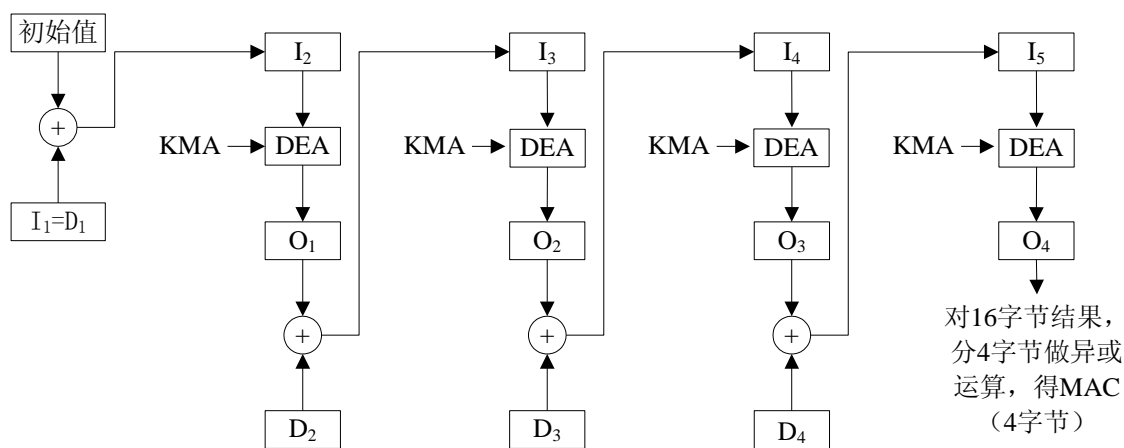 初始值
I₂
I₃
I₄
I₅
+
KMA
DEA
KMA
DEA
KMA
DEA
KMA
DEA
I₁=D₁
O₁
O₂
O₃
O₄
+
+
+
对16字节结果，
分4字节做异或
运算，得MAC
（4字节）
D₂
D₃
D₄